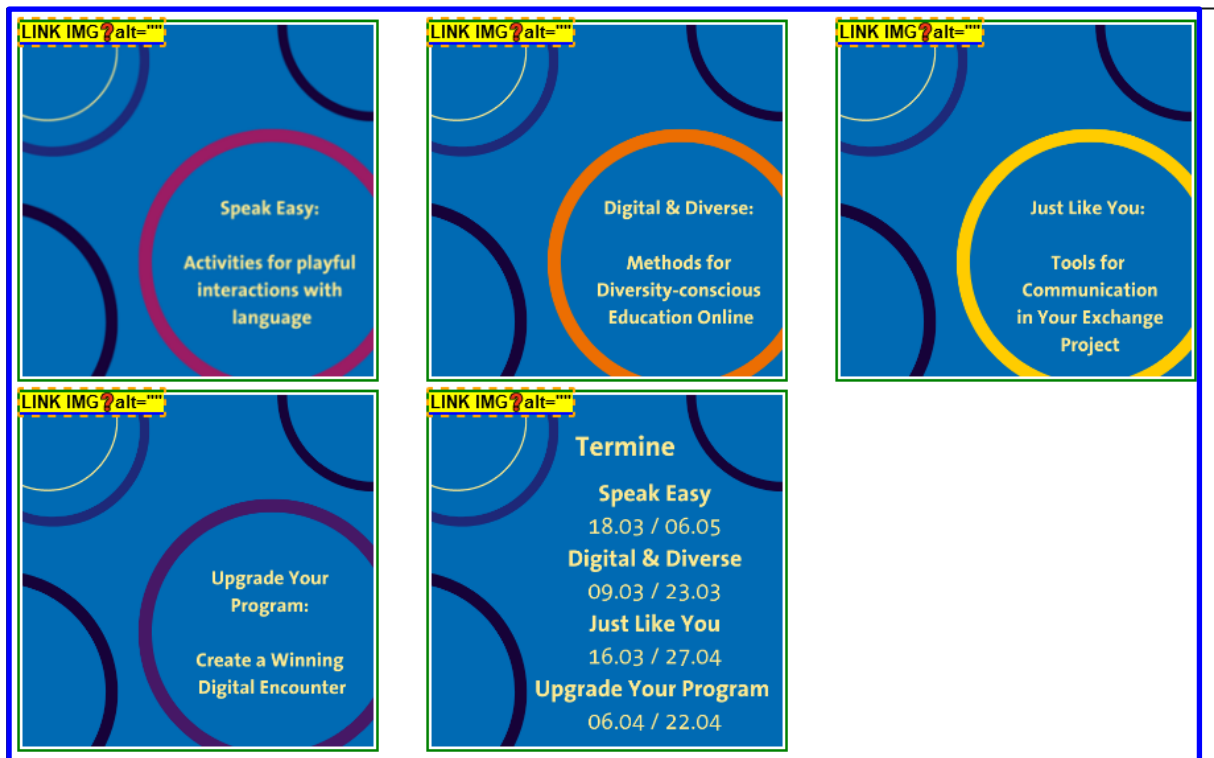 LINK IMG❓alt=""
Speak Easy:
Activities for playful
interactions with
language
LINK IMG❓alt=""
Digital & Diverse:
Methods for
Diversity-conscious
Education Online
LINK IMG❓alt=""
Just Like You:
Tools for
Communication
in Your Exchange
Project
LINK IMG❓alt=""
Upgrade Your
Program:
Create a Winning
Digital Encounter
LINK IMG❓alt=""
Termine
Speak Easy
18.03 / 06.05
Digital & Diverse
09.03 / 23.03
Just Like You
16.03 / 27.04
Upgrade Your Program
06.04 / 22.04